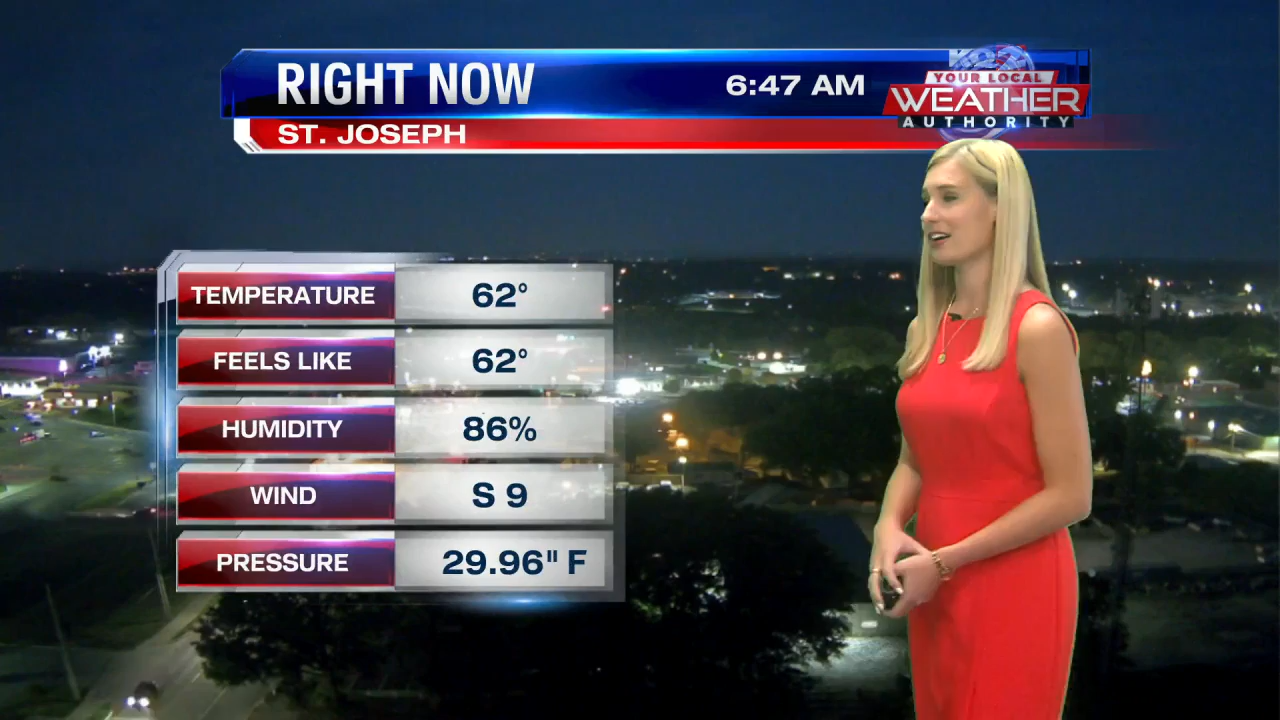 RIGHT NOW
6:47 AM
YOUR LOCAL
WEATHER
AUTHORITY
ST. JOSEPH
TEMPERATURE 62°
FEELS LIKE 62°
HUMIDITY 86%
WIND S 9
PRESSURE 29.96" F